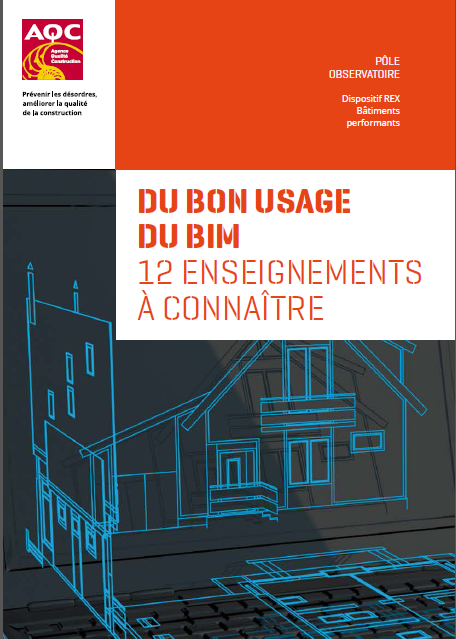 AQC
Agence
Qualité
Construction
Prévenir les désordres,
améliorer la qualité
de la construction
PÔLE
OBSERVATOIRE
Dispositif REX
Bâtiments
performants
DU BON USAGE
DU BIM
12 ENSEIGNEMENTS
À CONNAÎTRE